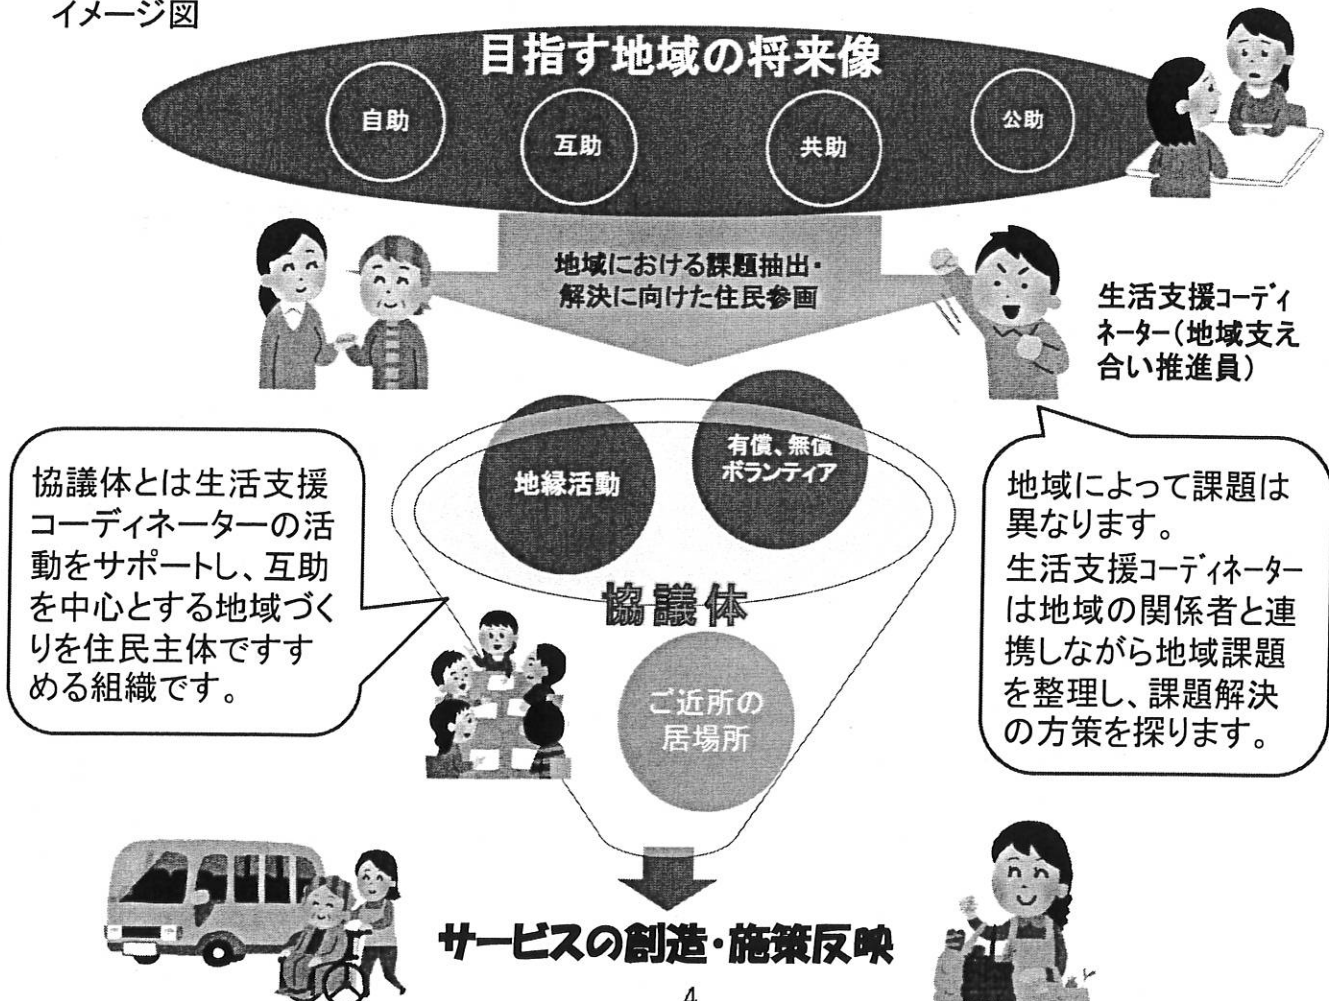 イメージ図
目指す地域の将来像
自助
互助
共助
公助
地域における課題抽出・
解決に向けた住民参画
生活支援コーディ
ネーター(地域支え
合い推進員)
地縁活動
有償、無償
ボランティア
協議体とは生活支援
コーディネーターの活
動をサポートし、互助
を中心とする地域づく
りを住民主体ですす
める組織です。
地域によって課題は
異なります。
生活支援コーディネーター
は地域の関係者と連
携しながら地域課題
を整理し、課題解決
の方策を探ります。
協議体
ご近所の
居場所
サービスの創造・施策反映
4